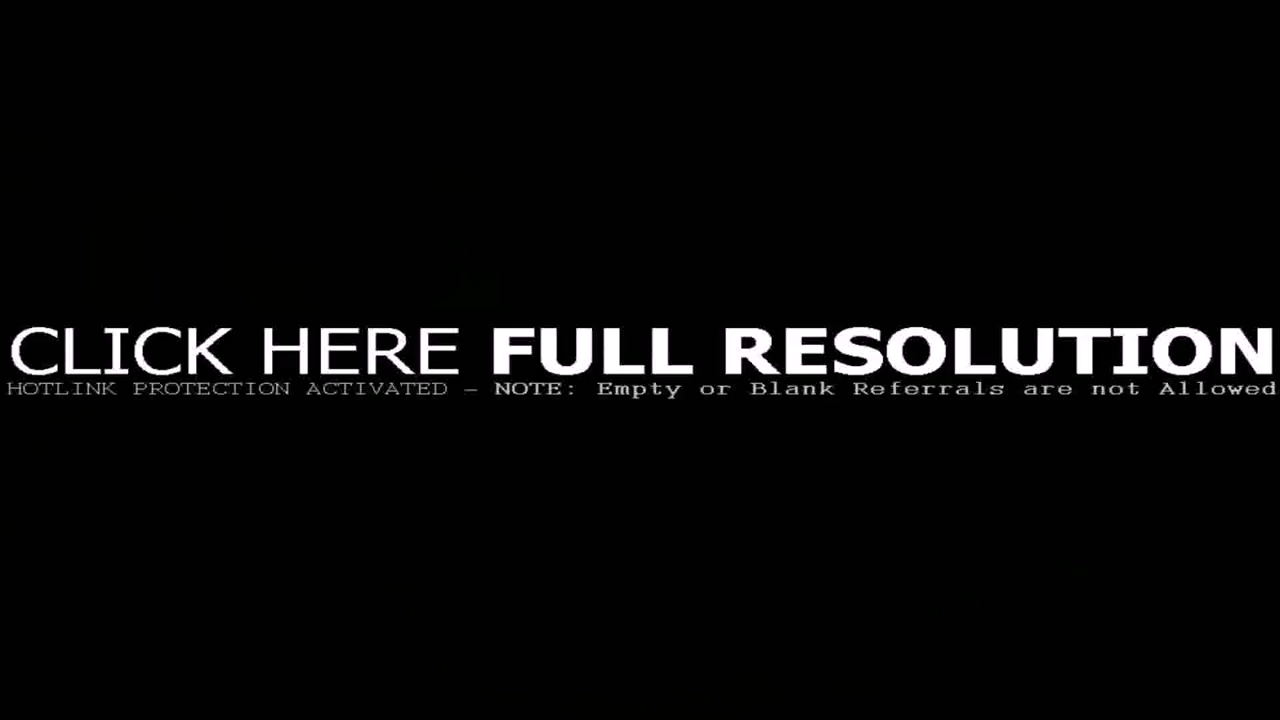 CLICK HERE FULL RESOLUTION
HOTLINK PROTECTION ACTIVATED - NOTE: Empty or Blank Referrals are not Allowed